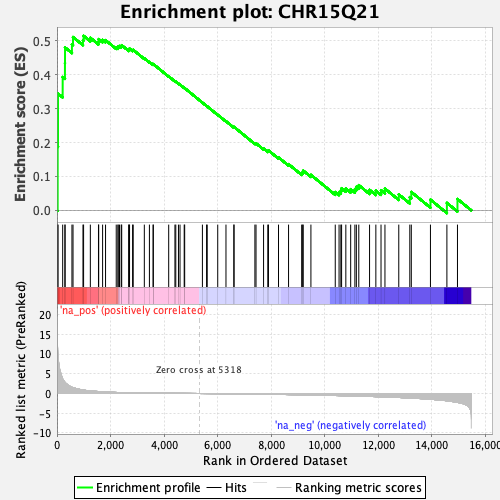 Enrichment plot: CHR15Q21
Enrichment score (ES)
0.5
0.4
0.3
0.2
0.1
0.0
Ranked list metric (PreRanked)
20
15
10
5
0
-5
-10
'na_pos' (positively correlated)
Zero cross at 5318
'na_neg' (negatively correlated)
0
2,000
4,000
6,000
8,000
10,000
12,000
14,000
16,000
Rank in Ordered Dataset
Enrichment profile
Hits
Ranking metric scores